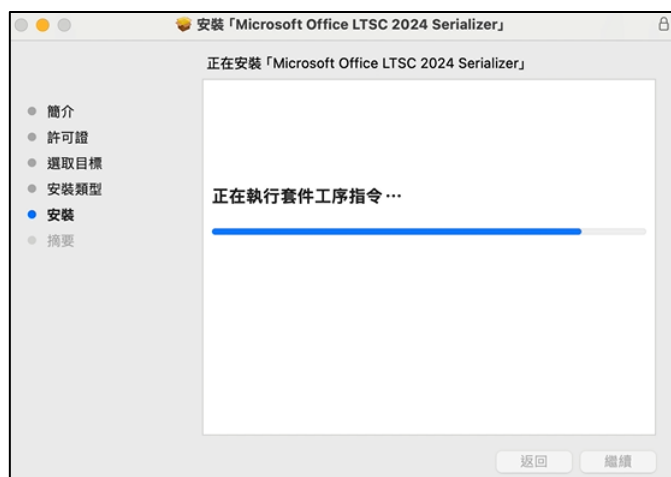 安裝「Microsoft Office LTSC 2024 Serializer」
正在安裝「Microsoft Office LTSC 2024 Serializer」
簡介
許可證
選取目標
安裝類型
安裝
摘要
正在執行套件工序指令⋯
返回
繼續